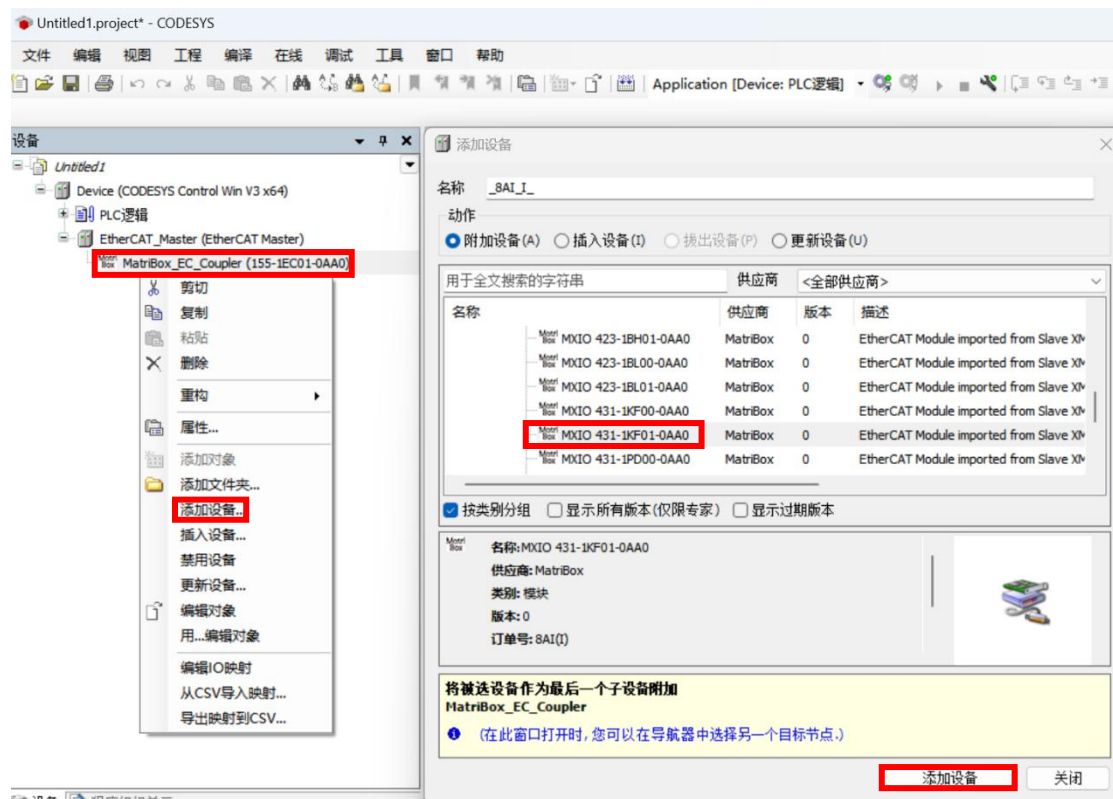 Untitled1.project* - CODESYS
文件 编辑 视图 工程 编译 在线 调试 工具 窗口 帮助
Application [Device: PLC逻辑]
设备
Untitled1
Device (CODESYS Control Win V3 x64)
PLC逻辑
EtherCAT_Master (EtherCAT Master)
MatriBox_EC_Coupler (155-1EC01-0AA0)
剪切
复制
粘贴
删除
重构
属性...
添加对象
添加文件夹...
添加设备...
插入设备...
禁用设备
更新设备...
编辑对象
用...编辑对象
编辑IO映射
从CSV导入映射...
导出映射到CSV...
添加设备
名称 _8AI_I_
动作
附加设备(A) 插入设备(I) 拔出设备(P) 更新设备(U)
用于全文搜索的字符串 供应商 <全部供应商>
名称 供应商 版本 描述
MXIO 423-1BH01-0AA0 MatriBox 0 EtherCAT Module imported from Slave XM
MXIO 423-1BL00-0AA0 MatriBox 0 EtherCAT Module imported from Slave XM
MXIO 423-1BL01-0AA0 MatriBox 0 EtherCAT Module imported from Slave XM
MXIO 431-1KF00-0AA0 MatriBox 0 EtherCAT Module imported from Slave XM
MXIO 431-1KF01-0AA0 MatriBox 0 EtherCAT Module imported from Slave XM
MXIO 431-1PD00-0AA0 MatriBox 0 EtherCAT Module imported from Slave XM
按类别分组 显示所有版本(仅限专家) 显示过期版本
名称:MXIO 431-1KF01-0AA0
供应商: MatriBox
类别: 模块
版本: 0
订单号: 8AI(I)
将被选设备作为最后一个子设备附加
MatriBox_EC_Coupler
(在此窗口打开时,您可以在导航器中选择另一个目标节点.)
添加设备 关闭